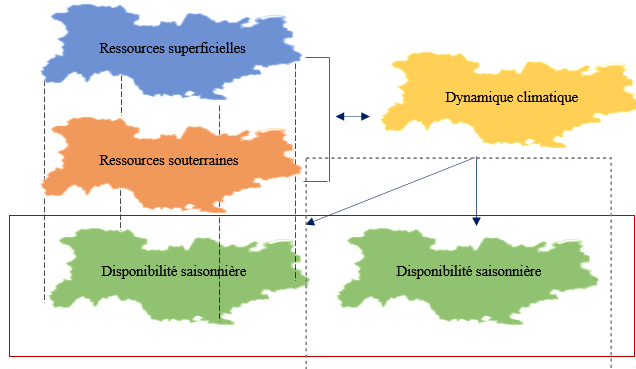 Ressources superficielles
Dynamique climatique
Ressources souterraines
Disponibilité saisonnière
Disponibilité saisonnière